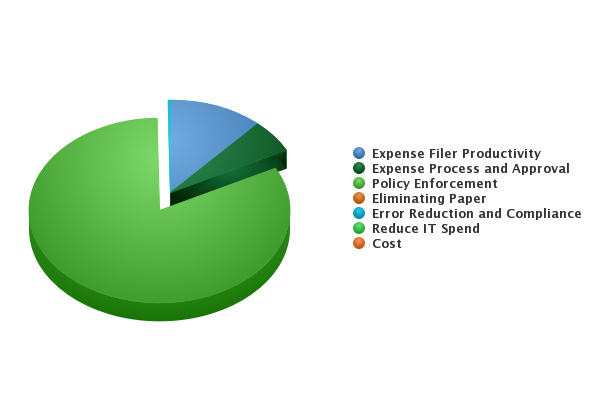 Expense Filer Productivity
Expense Process and Approval
Policy Enforcement
Eliminating Paper
Error Reduction and Compliance
Reduce IT Spend
Cost